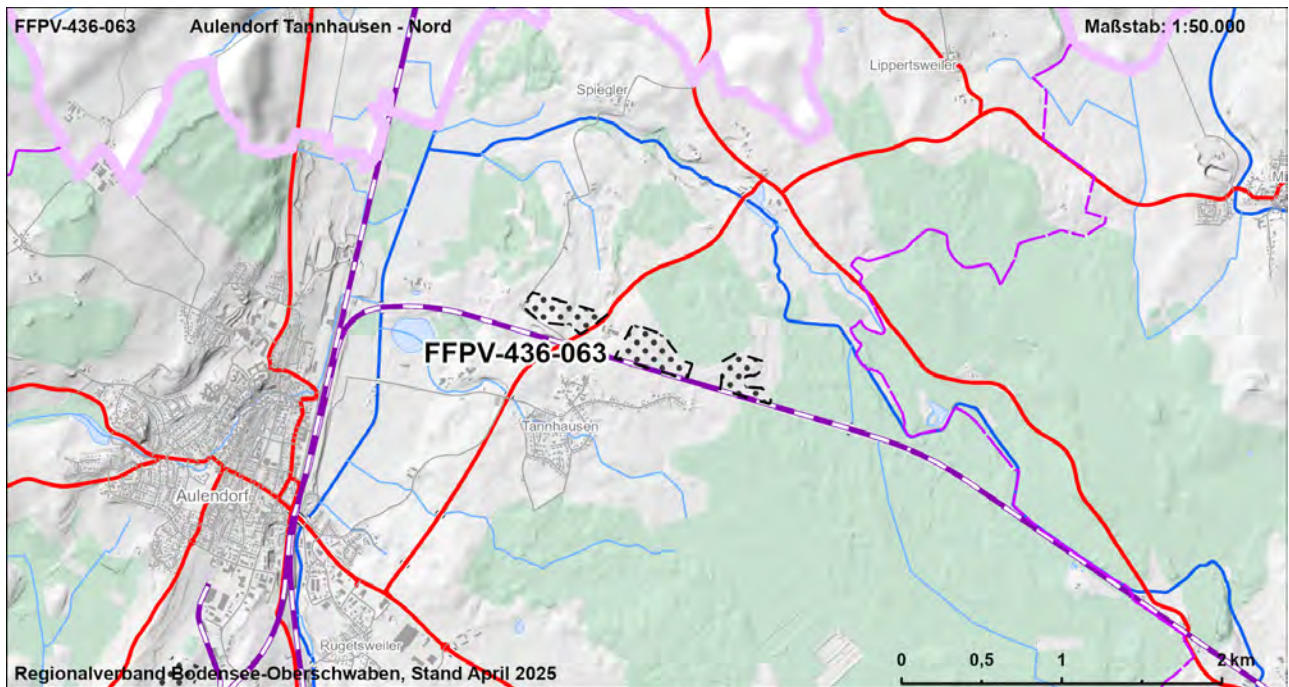 FFPV-436-063 Aulendorf Tannhausen - Nord Maßstab: 1:50.000
Lippertsweiler
Spiegler
FFPV-436-063
Tannhausen
Aulendorf
Rugetsweiler
0 0,5 1 2 km
Regionalverband Bodensee-Oberschwaben, Stand April 2025